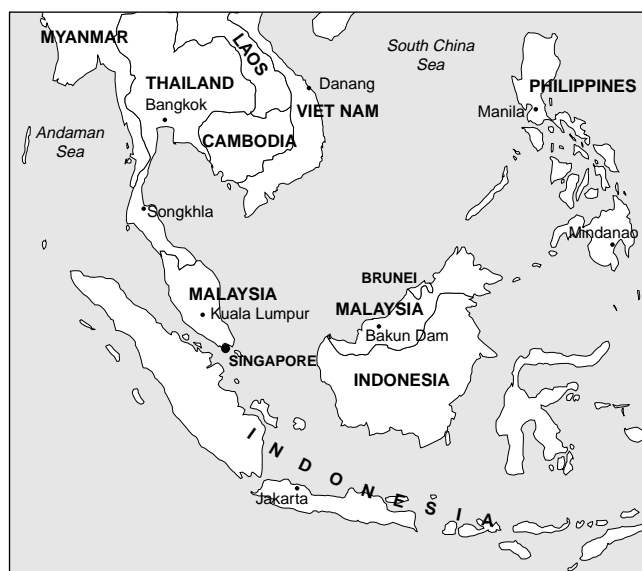 MYANMAR
LAOS
South China
Sea
THAILAND
Bangkok
Danang
VIET NAM
PHILIPPINES
Manila
Andaman
Sea
CAMBODIA
Songkhla
Mindanao
BRUNEI
MALAYSIA
Kuala Lumpur
MALAYSIA
Bakun Dam
SINGAPORE
INDONESIA
INDONESIA
Jakarta